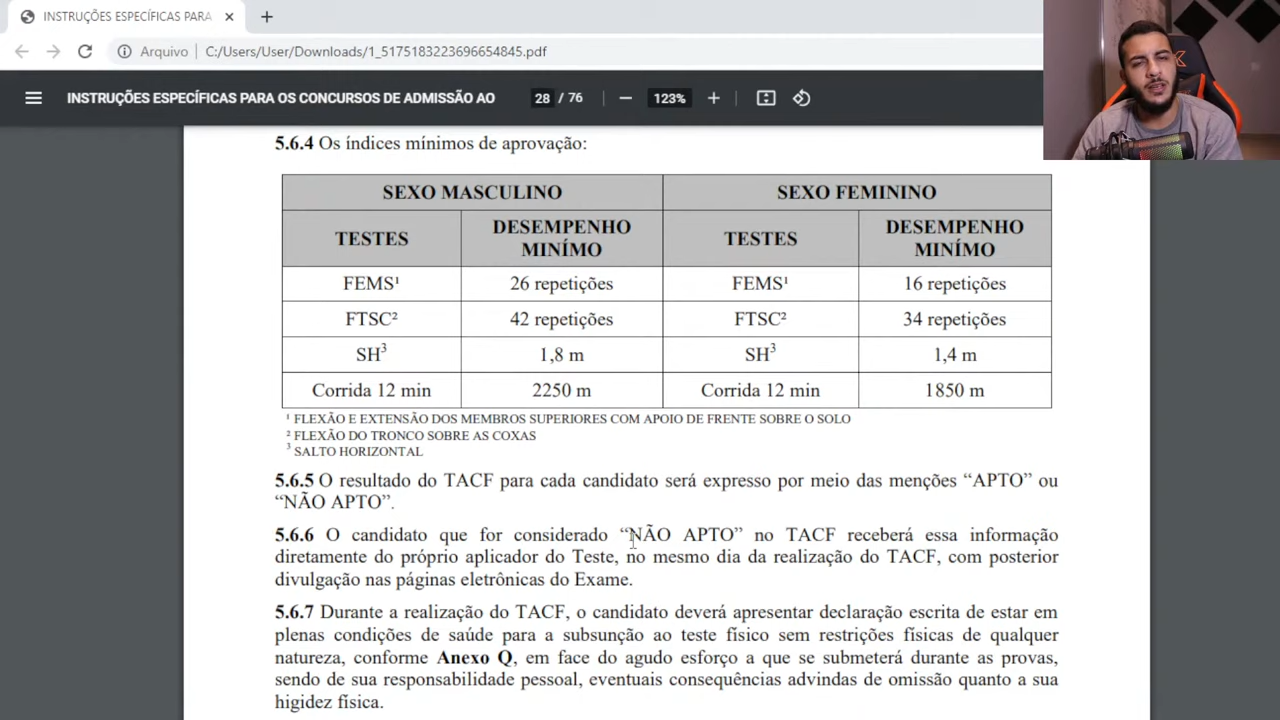 INSTRUÇÕES ESPECÍFICAS PARA
Arquivo C:/Users/User/Downloads/1_5175183223696654845.pdf
INSTRUÇÕES ESPECÍFICAS PARA OS CONCURSOS DE ADMISSÃO AO 28 / 76 123%
5.6.4 Os índices mínimos de aprovação:
SEXO MASCULINO SEXO FEMININO
TESTES DESEMPENHO MINÍMO TESTES DESEMPENHO MINÍMO
FEMS¹ 26 repetições FEMS¹ 16 repetições
FTSC² 42 repetições FTSC² 34 repetições
SH³ 1,8 m SH³ 1,4 m
Corrida 12 min 2250 m Corrida 12 min 1850 m
¹ FLEXÃO E EXTENSÃO DOS MEMBROS SUPERIORES COM APOIO DE FRENTE SOBRE O SOLO
² FLEXÃO DO TRONCO SOBRE AS COXAS
³ SALTO HORIZONTAL
5.6.5 O resultado do TACF para cada candidato será expresso por meio das menções “APTO” ou
“NÃO APTO”.
5.6.6 O candidato que for considerado “NÃO APTO” no TACF receberá essa informação
diretamente do próprio aplicador do Teste, no mesmo dia da realização do TACF, com posterior
divulgação nas páginas eletrônicas do Exame.
5.6.7 Durante a realização do TACF, o candidato deverá apresentar declaração escrita de estar em
plenas condições de saúde para a subsunção ao teste físico sem restrições físicas de qualquer
natureza, conforme Anexo Q, em face do agudo esforço a que se submeterá durante as provas,
sendo de sua responsabilidade pessoal, eventuais consequências advindas de omissão quanto a sua
higidez física.